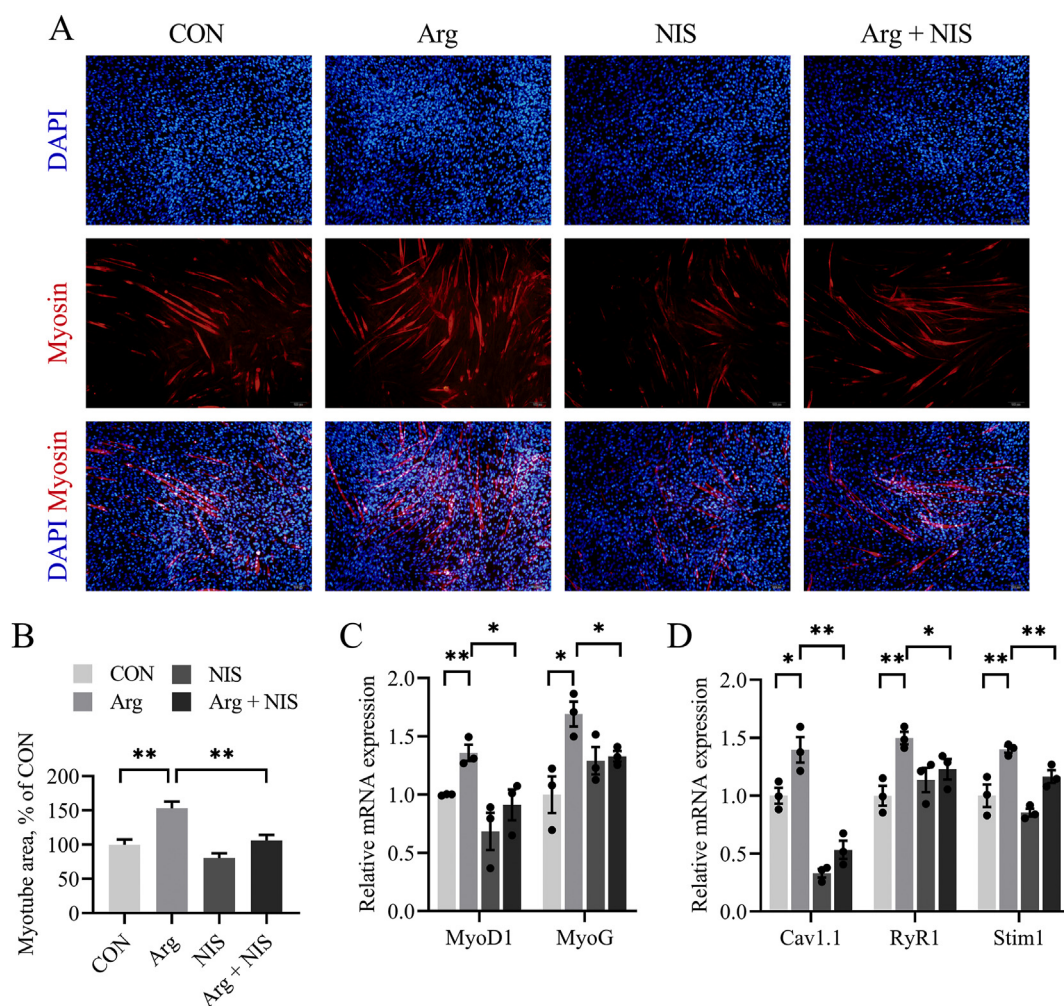 A
CON
Arg
NIS
Arg + NIS
DAPI
Myosin
DAPI Myosin
B
CON
NIS
Arg
Arg + NIS
** **
Myotube area, % of CON
200
150
100
50
0
CON
Arg
NIS
Arg + NIS
C
* *
** *
Relative mRNA expression
2.0
1.5
1.0
0.5
0.0
MyoD1
MyoG
D
** * **
* ** **
Relative mRNA expression
2.0
1.5
1.0
0.5
0.0
Cav1.1
RyR1
Stim1